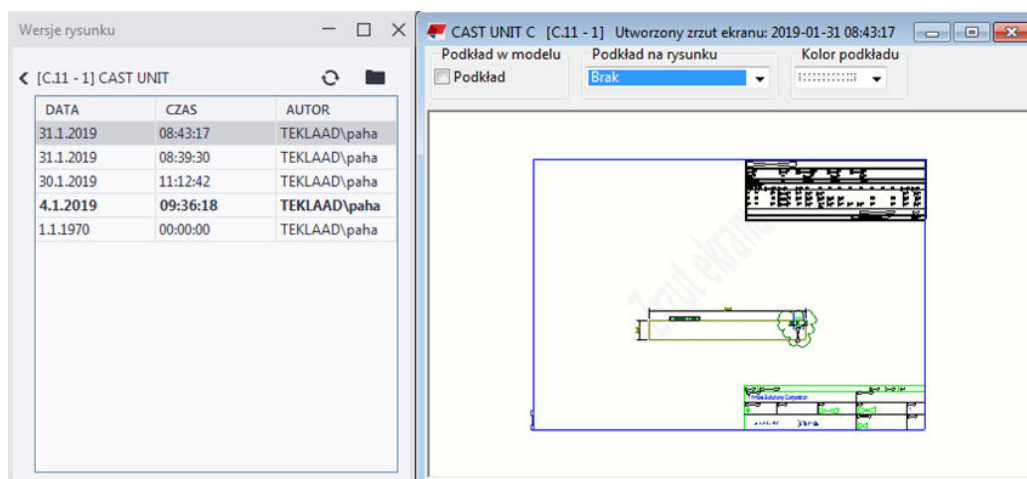 Wersje rysunku
[C.11 - 1] CAST UNIT
DATA CZAS AUTOR
31.1.2019 08:43:17 TEKLAAD\paha
31.1.2019 08:39:30 TEKLAAD\paha
30.1.2019 11:12:42 TEKLAAD\paha
4.1.2019 09:36:18 TEKLAAD\paha
1.1.1970 00:00:00 TEKLAAD\paha
CAST UNIT C [C.11 - 1] Utworzony zrzut ekranu: 2019-01-31 08:43:17
Podkład w modelu Podkład na rysunku Kolor podkładu
Podkład Brak
Zrzut ekranu